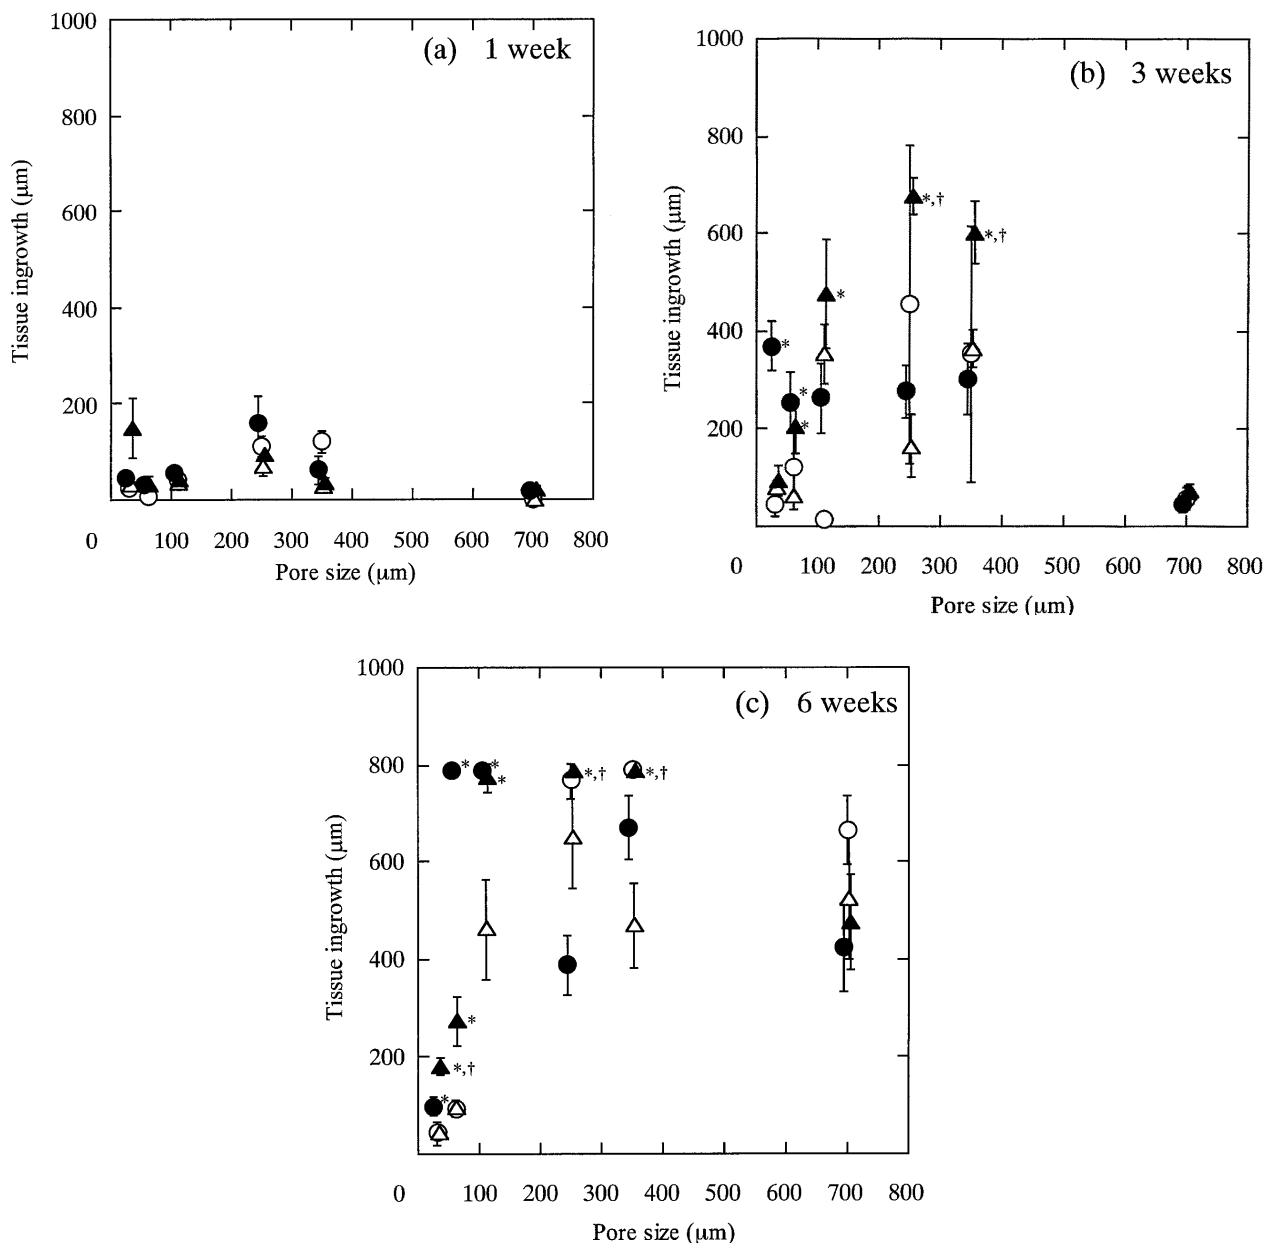 (a) 1 week
1000
800
600
400
200
0 100 200 300 400 500 600 700 800
Tissue ingrowth (μm)
Pore size (μm)
(b) 3 weeks
1000
800
*,†
600
*,†
*
400
*
*
200
*
0 100 200 300 400 500 600 700 800
Tissue ingrowth (μm)
Pore size (μm)
(c) 6 weeks
1000
800
* * *,† *,†
*
600
400
*
200
*,†
*
0 100 200 300 400 500 600 700 800
Tissue ingrowth (μm)
Pore size (μm)